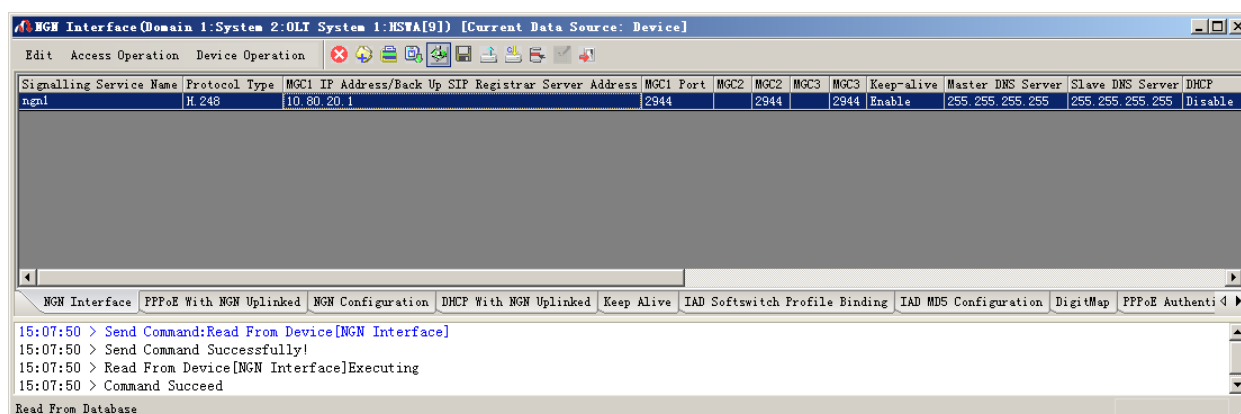 NGN Interface(Domain 1:System 2:OLT System 1:HSWA[9]) [Current Data Source: Device]
Edit Access Operation Device Operation
Signalling Service Name Protocol Type MGC1 IP Address/Back Up SIP Registrar Server Address MGC1 Port MGC2 MGC2 MGC3 MGC3 Keep-alive Master DNS Server Slave DNS Server DHCP
ngn1 H.248 10.80.20.1 2944 2944 2944 Enable 255.255.255.255 255.255.255.255 Disable
NGN Interface PPPoE With NGN Uplinked NGN Configuration DHCP With NGN Uplinked Keep Alive IAD Softswitch Profile Binding IAD MD5 Configuration DigitMap PPPoE Authenti
15:07:50 > Send Command:Read From Device[NGN Interface]
15:07:50 > Send Command Successfully!
15:07:50 > Read From Device[NGN Interface]Executing
15:07:50 > Command Succeed
Read From Database